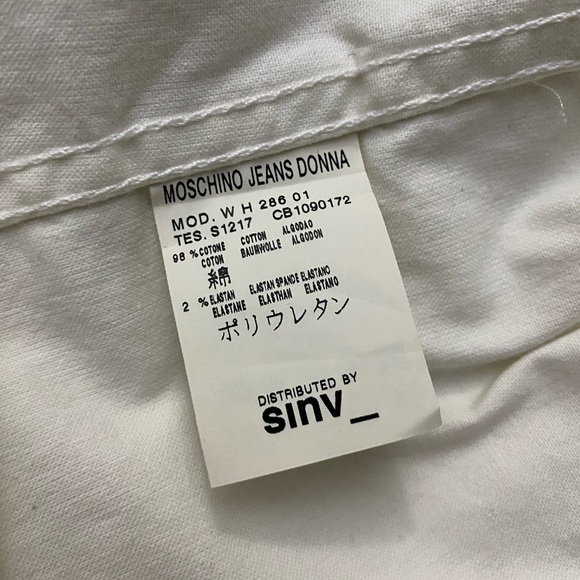 MOSCHINO JEANS DONNA
MOD. W H 286 01
TES. S1217 CB1090172
98 % COTONE COTTON ALGODAO
COTON BAUMWOLLE ALGODON
綿
2 % ELASTAN ELASTAN SPANDE ELASTANO
ELASTANE ELASTHAN ELASTANO
ポリウレタン
DISTRIBUTED BY
sinv_